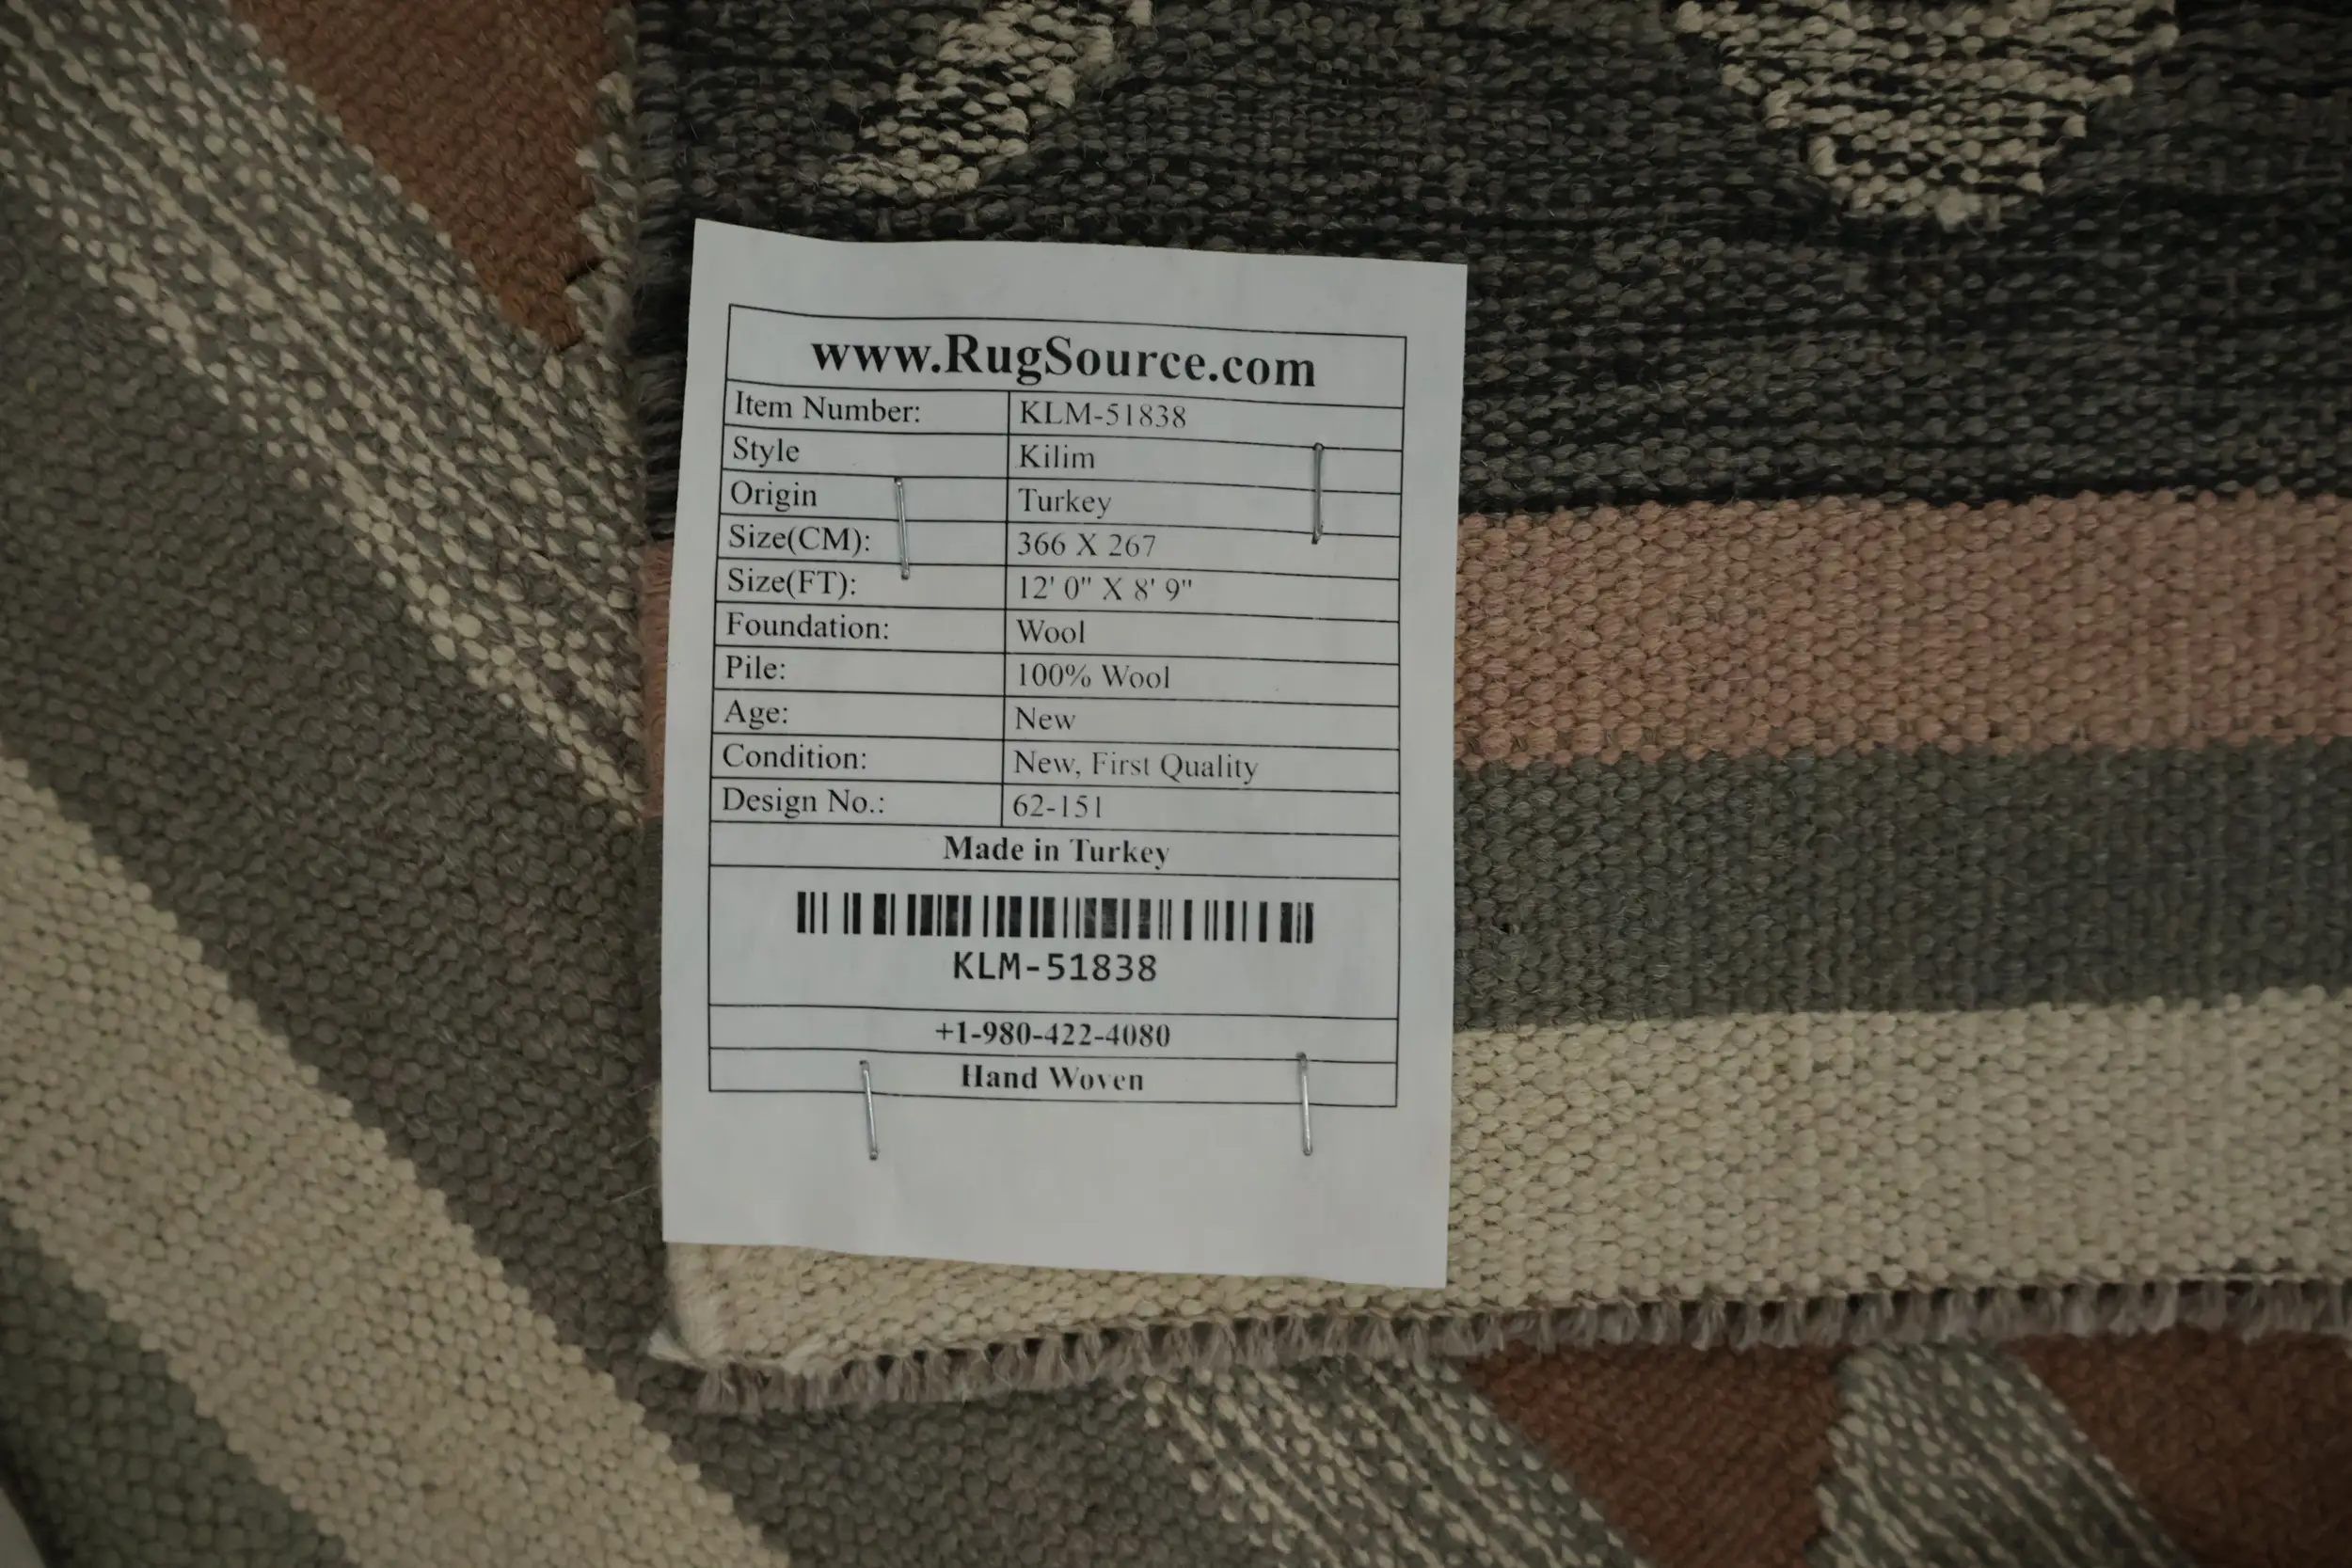 www.RugSource.com
Item Number: KLM-51838
Style Kilim
Origin Turkey
Size(CM): 366 X 267
Size(FT): 12' 0" X 8' 9"
Foundation: Wool
Pile: 100% Wool
Age: New
Condition: New, First Quality
Design No.: 62-151
Made in Turkey
KLM-51838
+1-980-422-4080
Hand Woven